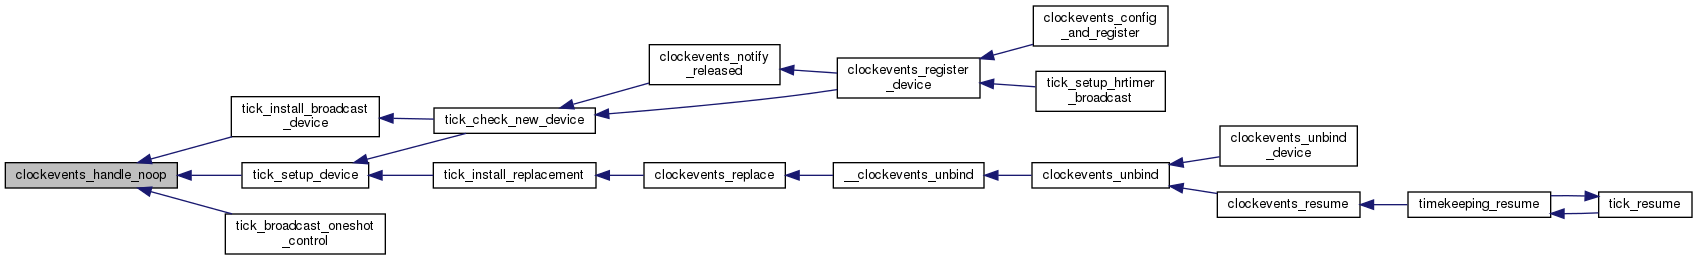 clockevents_config
_and_register
clockevents_notify
_released
clockevents_register
_device
tick_setup_hrtimer
_broadcast
tick_install_broadcast
_device
tick_check_new_device
clockevents_unbind
_device
clockevents_handle_noop
tick_setup_device
tick_install_replacement
clockevents_replace
__clockevents_unbind
clockevents_unbind
clockevents_resume
timekeeping_resume
tick_resume
tick_broadcast_oneshot
_control